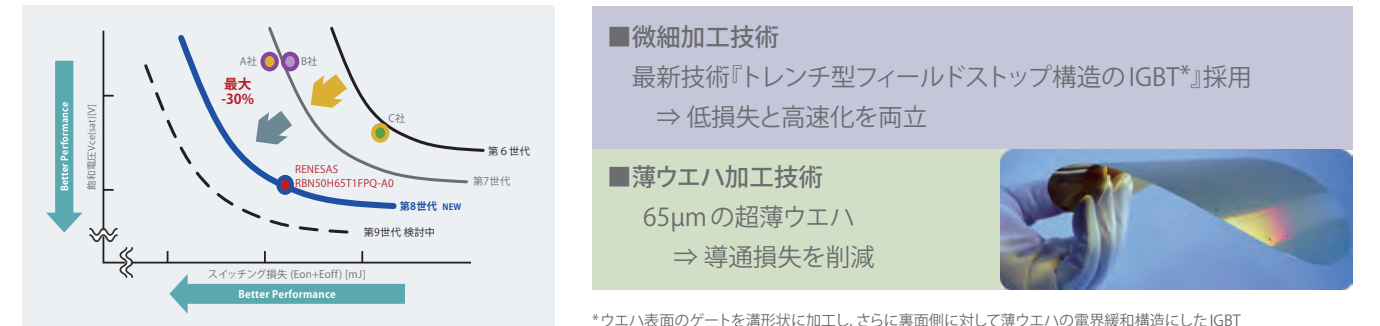 A社
B社
最大
-30%
C社
第6世代
RENESAS
RBN50H65T1FPQ-A0
第7世代
第8世代 NEW
第9世代 検討中
Better Performance
飽和電圧Vce(sat)[V]
スイッチング損失 (Eon+Eoff) [mJ]
Better Performance
■微細加工技術
最新技術『トレンチ型フィールドストップ構造のIGBT*』採用
⇒ 低損失と高速化を両立
■薄ウエハ加工技術
65μmの超薄ウエハ
⇒ 導通損失を削減
*ウエハ表面のゲートを溝形状に加工し、さらに裏面側に対して薄ウエハの電界緩和構造にしたIGBT